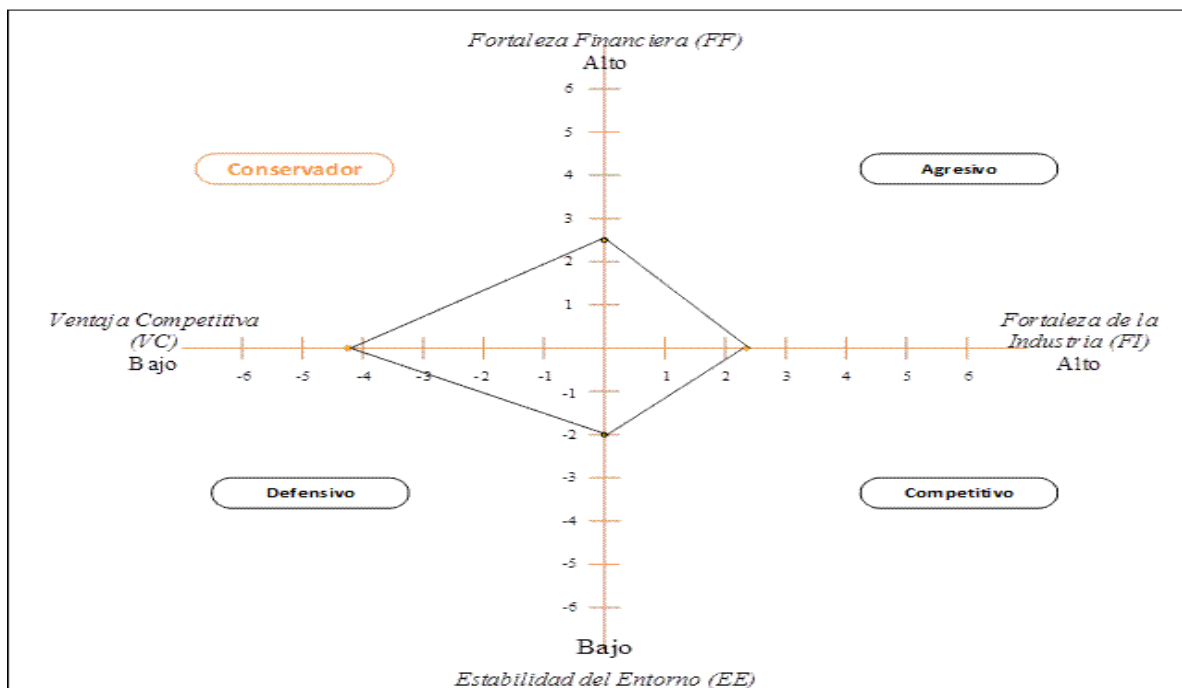 Fortaleza Financiera (FF)
Alto
6
5
Conservador
4
Agresivo
3
2
1
Ventaja Competitiva
(VC)
Bajo
Fortaleza de la
Industria (FI)
Alto
-6 -5 -4 -3 -2 -1 1 2 3 4 5 6
-1
-2
-3
Defensivo
Competitivo
-4
-5
-6
Bajo
Estabilidad del Entorno (EE)